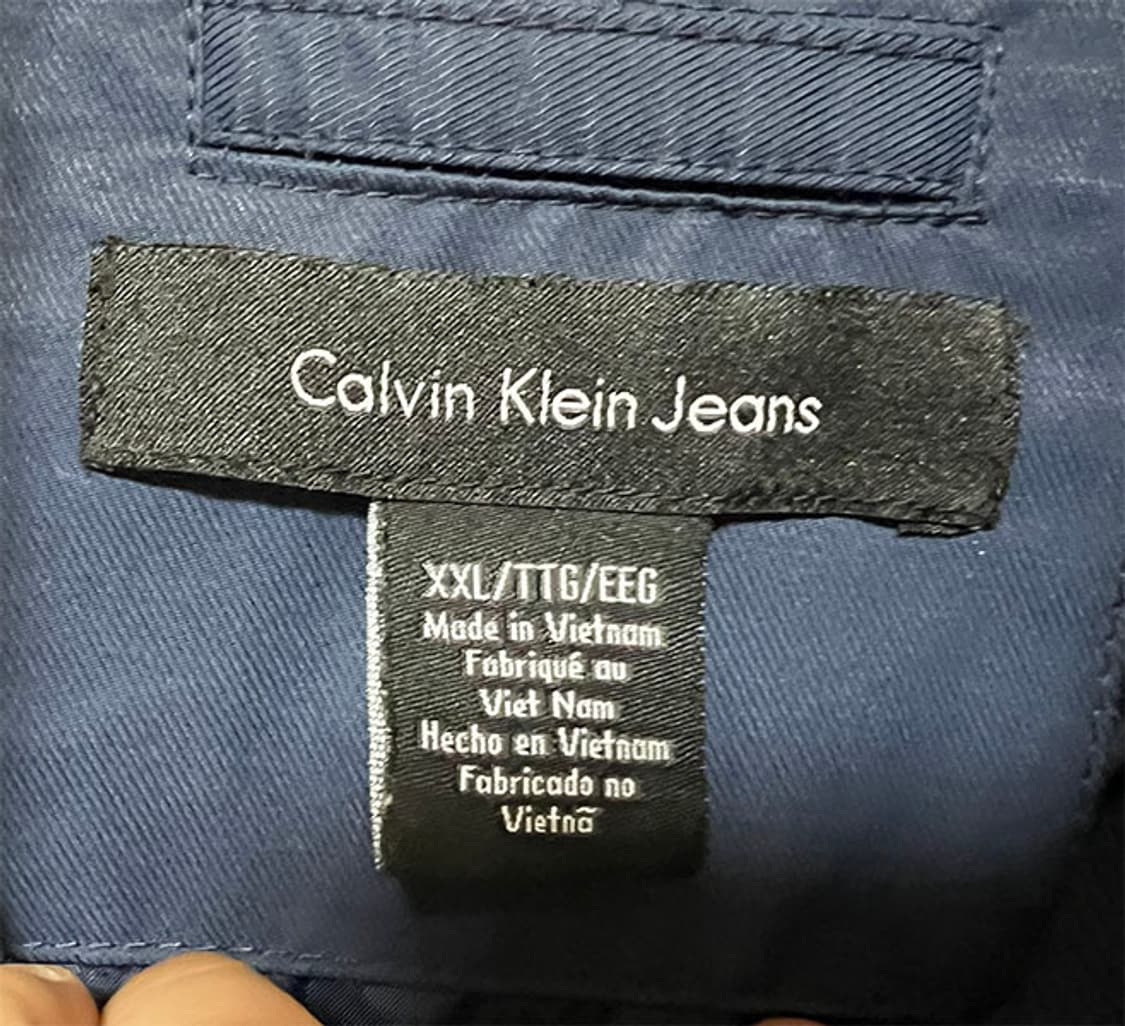 Calvin Klein Jeans
XXL/TTG/EEG
Made in Vietnam
Fabriqué au
Viet Nam
Hecho en Vietnam
Fabricado no
Vietnã